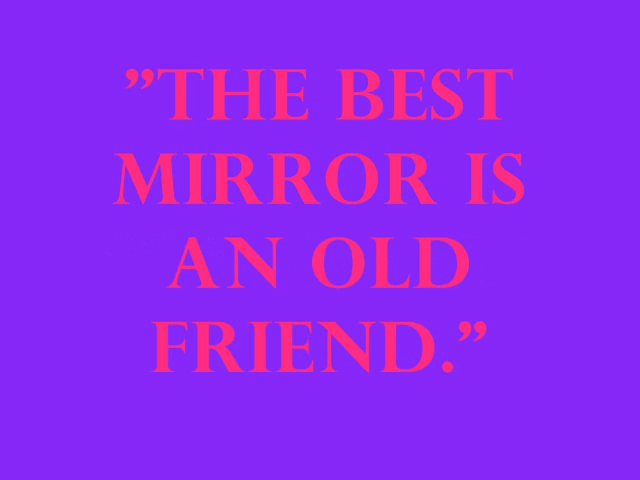 ”THE BEST
MIRROR IS
AN OLD
FRIEND.”